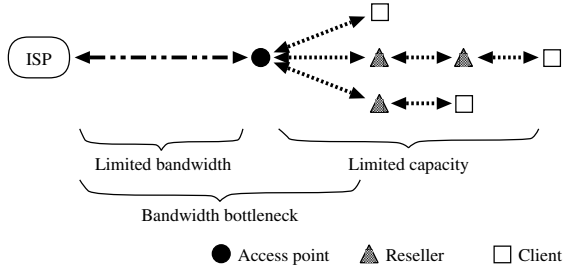 ISP
Limited bandwidth
Limited capacity
Bandwidth bottleneck
Access point
Reseller
Client